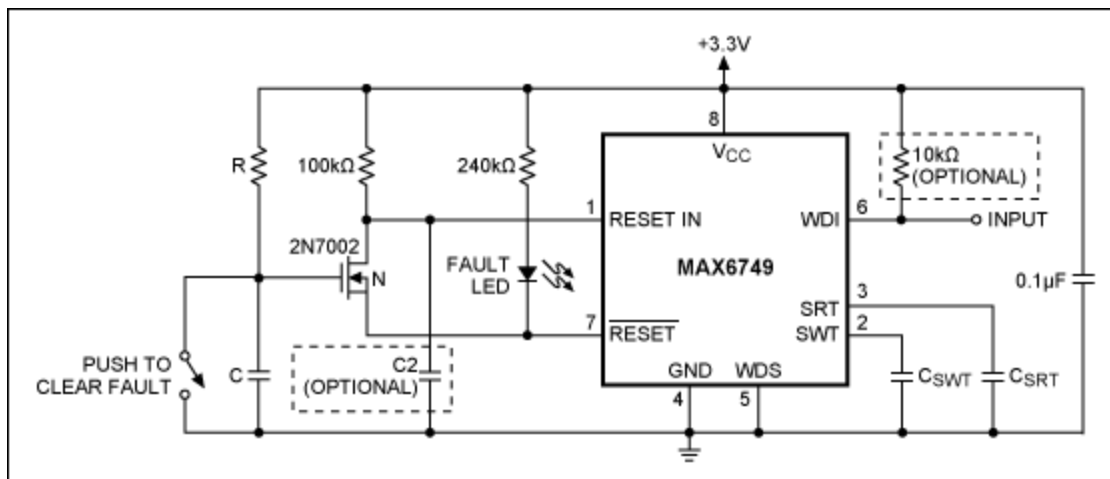 +3.3V
8
VCC
R
100kΩ
240kΩ
10kΩ
(OPTIONAL)
1
RESET IN
WDI
6
INPUT
2N7002
N
FAULT
LED
MAX6749
0.1µF
SRT
3
7
RESET
SWT
2
PUSH TO
CLEAR FAULT
C
C2
(OPTIONAL)
GND
WDS
4
5
CSWT
CSRT